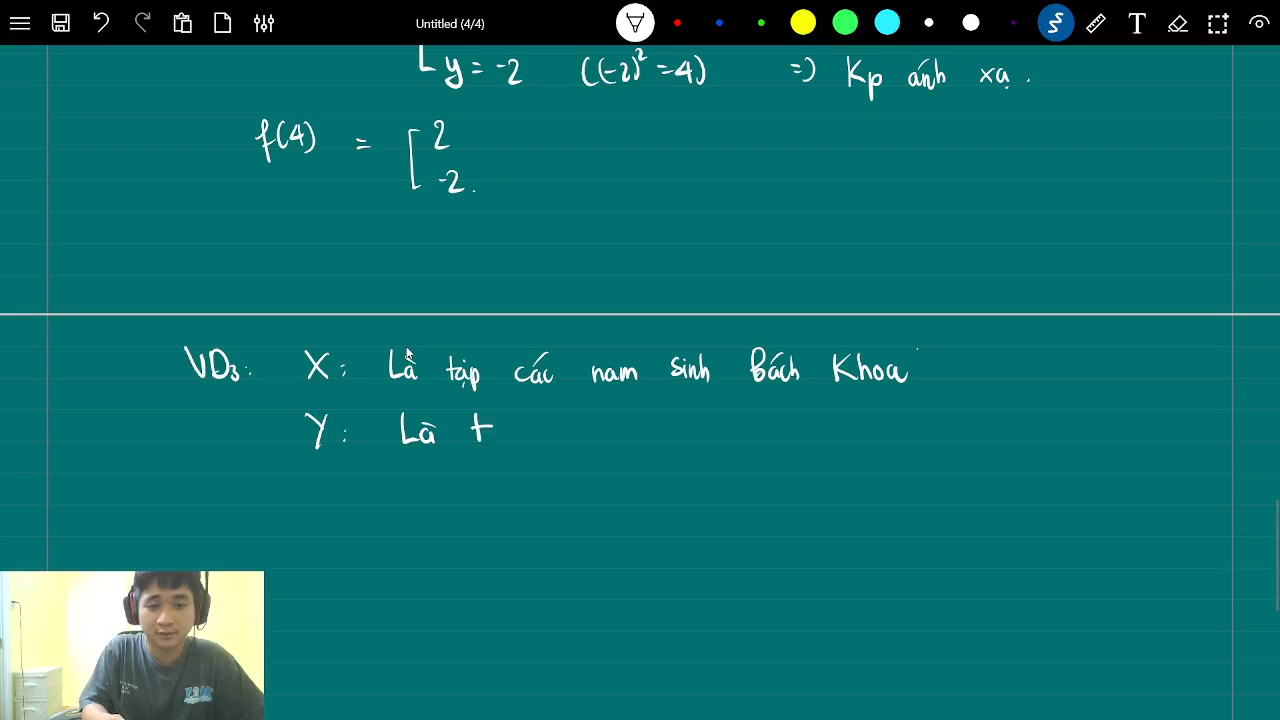 Untitled (4/4)
T
y = -2 ((-2)² = 4) => Kp ánh xạ.
f(4) = [ 2
-2.
VD3: X: Là tập các nam sinh Bách Khoa
Y: Là t